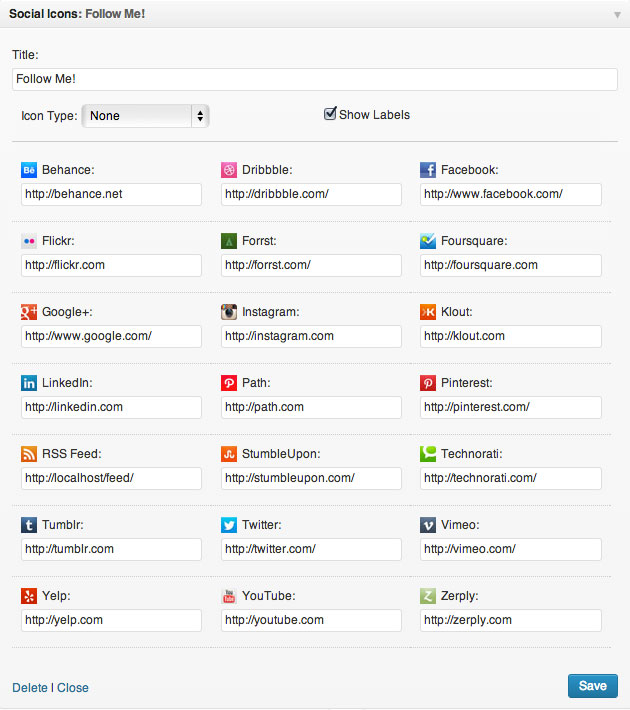 Social Icons: Follow Me!
Title:
Follow Me!
Icon Type: None Show Labels
Behance: Dribbble: Facebook:
http://behance.net http://dribbble.com/ http://www.facebook.com/
Flickr: Forrst: Foursquare:
http://flickr.com http://forrst.com/ http://foursquare.com
Google+: Instagram: Klout:
http://www.google.com/ http://instagram.com http://klout.com
LinkedIn: Path: Pinterest:
http://linkedin.com http://path.com http://pinterest.com/
RSS Feed: StumbleUpon: Technorati:
http://localhost/feed/ http://stumbleupon.com/ http://technorati.com/
Tumblr: Twitter: Vimeo:
http://tumblr.com http://twitter.com/ http://vimeo.com/
Yelp: YouTube: Zerply:
http://yelp.com http://youtube.com http://zerply.com
Delete | Close Save